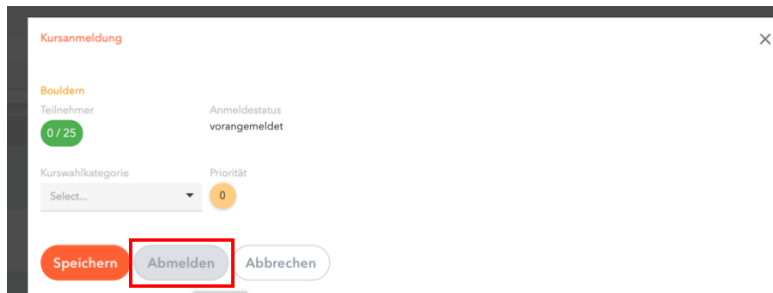 Kursanmeldung
Bouldern
Teilnehmer Anmeldestatus
0 / 25 vorangemeldet
Kurswahlkategorie Priorität
Select... 0
Speichern Abmelden Abbrechen